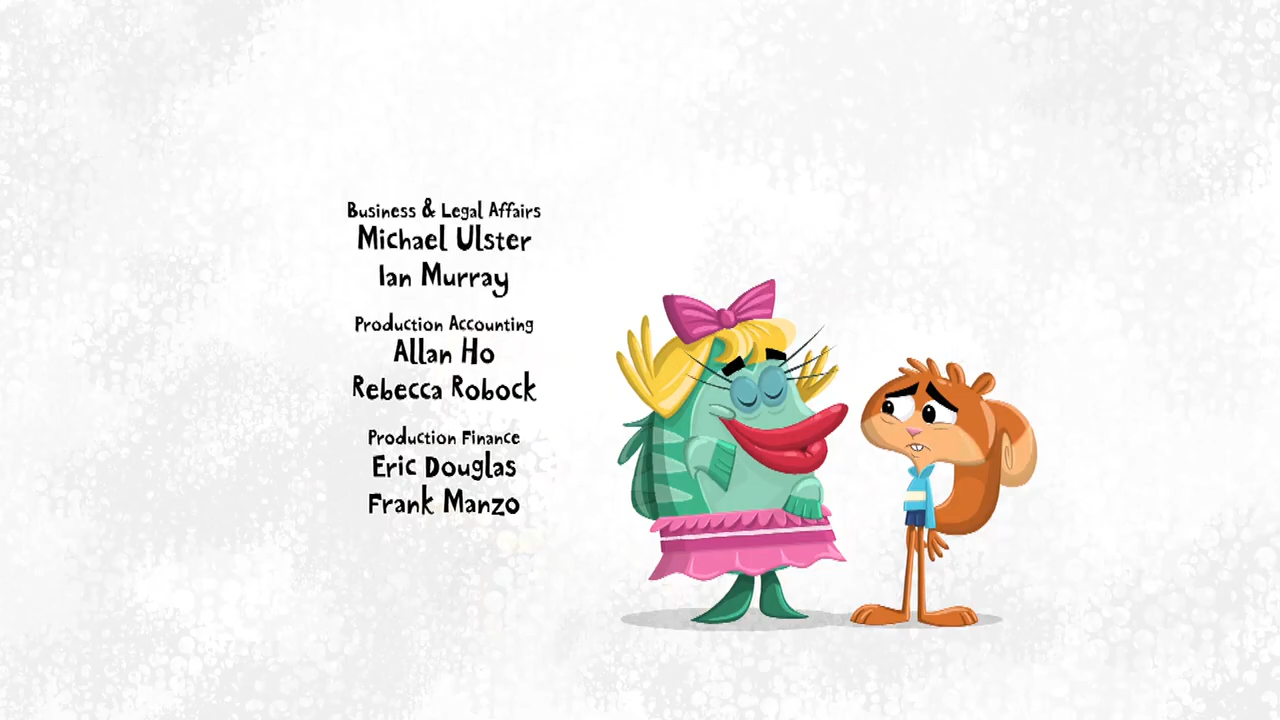 Business & Legal Affairs
Michael Ulster
Ian Murray
Production Accounting
Allan Ho
Rebecca Robock
Production Finance
Eric Douglas
Frank Manzo